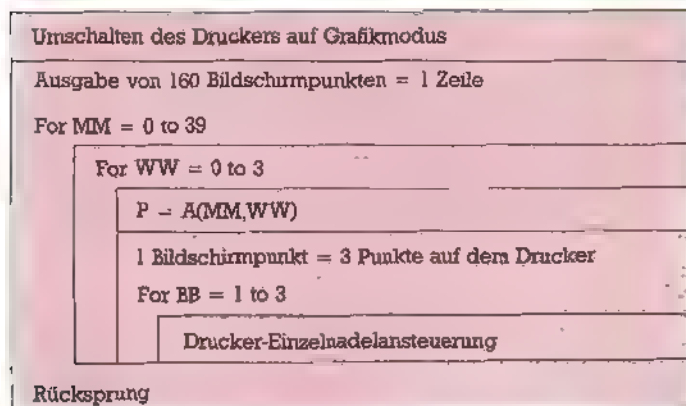 Umschalten des Druckers auf Grafikmodus
Ausgabe von 160 Bildschirmpunkten = 1 Zeile
For MM = 0 to 39
For WW = 0 to 3
P = A(MM,WW)
1 Bildschirmpunkt = 3 Punkte auf dem Drucker
For BB = 1 to 3
Drucker-Einzelnadelansteuerung
Rücksprung